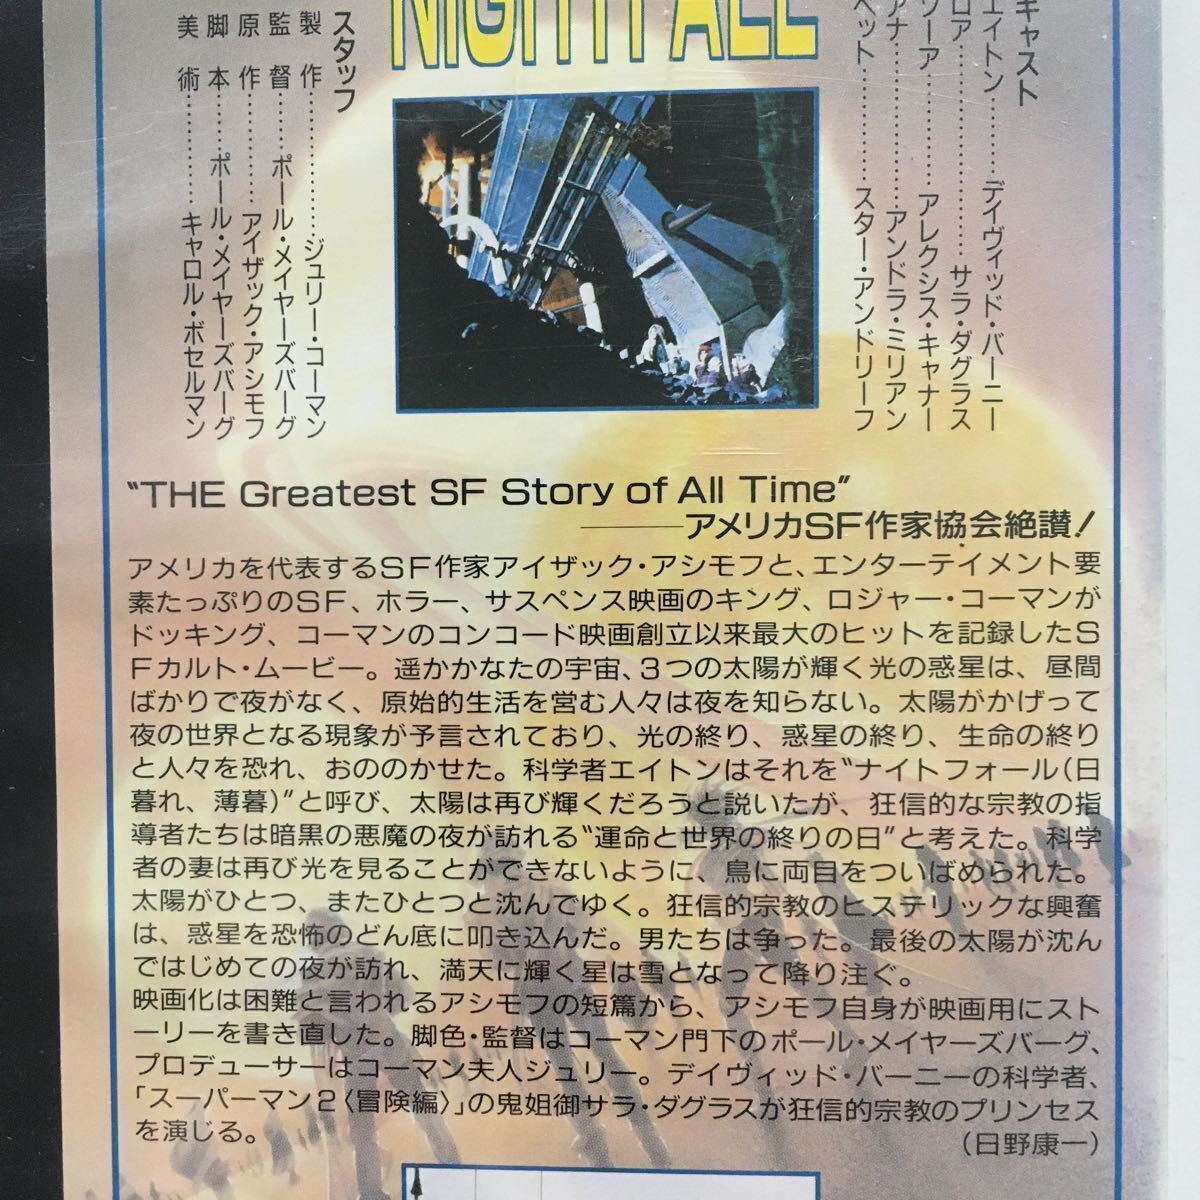 NIGHTFALL
キャスト
エイトン…………デイヴィッド・バーニー
ロア…………………サラ・ダグラス
ソーア…………アレクシス・キャナー
アナ…………アンドラ・ミリアン
ベット…………スター・アンドリーフ
スタッフ
製　作…………ジュリー・コーマン
監　督……ポール・メイヤーズバーグ
原　作………アイザック・アシモフ
脚　本……ポール・メイヤーズバーグ
美　術…………キャロル・ボセルマン
“THE Greatest SF Story of All Time”
――アメリカSF作家協会絶讃!
アメリカを代表するSF作家アイザック・アシモフと、エンターテイメント要
素たっぷりのSF、ホラー、サスペンス映画のキング、ロジャー・コーマンが
ドッキング、コーマンのコンコード映画創立以来最大のヒットを記録したS
Fカルト・ムービー。遥かかなたの宇宙、3つの太陽が輝く光の惑星は、昼間
ばかりで夜がなく、原始的生活を営む人々は夜を知らない。太陽がかげって
夜の世界となる現象が予言されており、光の終り、惑星の終り、生命の終り
と人々を恐れ、おののかせた。科学者エイトンはそれを“ナイトフォール(日
暮れ、薄暮)”と呼び、太陽は再び輝くだろうと説いたが、狂信的な宗教の指
導者たちは暗黒の悪魔の夜が訪れる“運命と世界の終りの日”と考えた。科学
者の妻は再び光を見ることができないように、鳥に両目をついばめられた。
太陽がひとつ、またひとつと沈んでゆく。狂信的宗教のヒステリックな興奮
は、惑星を恐怖のどん底に叩き込んだ。男たちは争った。最後の太陽が沈ん
ではじめての夜が訪れ、満天に輝く星は雪となって降り注ぐ。
映画化は困難と言われるアシモフの短篇から、アシモフ自身が映画用にスト
ーリーを書き直した。脚色・監督はコーマン門下のポール・メイヤーズバーグ、
プロデューサーはコーマン夫人ジュリー。デイヴィッド・バーニーの科学者、
「スーパーマン2〈冒険編〉」の鬼姐御サラ・ダグラスが狂信的宗教のプリンセス
を演じる。
(日野康一)